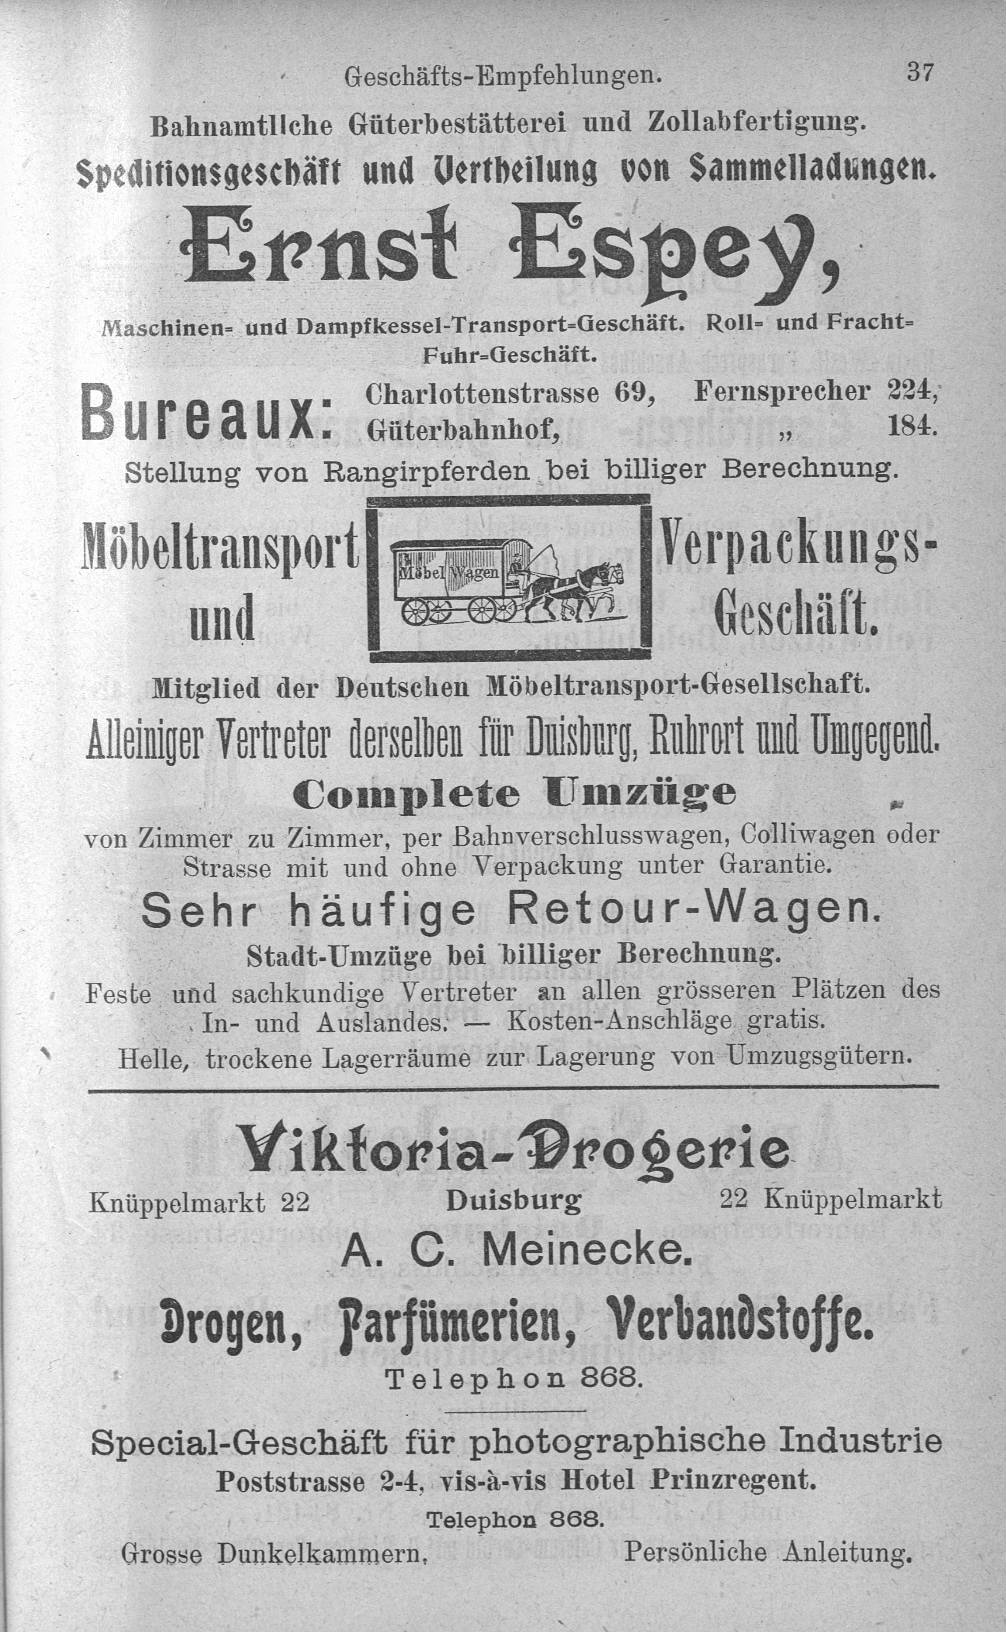 Geschäfts-Empfehlungen.
37
Bahnamtliche Güterbestätterei und Zollabfertigung.
Speditionsgeschäft und Vertheilung von Sammelladungen.
Ernst Espey,
Maschinen- und Dampfkessel-Transport-Geschäft. Roll- und Fracht-
Fuhr-Geschäft.
Bureaux: Charlottenstrasse 69, Fernsprecher 224,
Güterbahnhof, „ 184.
Stellung von Rangirpferden bei billiger Berechnung.
Möbeltransport
und
Möbel Wagen
Verpackungs-
Geschäft.
Mitglied der Deutschen Möbeltransport-Gesellschaft.
Alleiniger Vertreter derselben für Duisburg, Ruhrort und Umgegend.
Complete Umzüge
von Zimmer zu Zimmer, per Bahnverschlusswagen, Colliwagen oder
Strasse mit und ohne Verpackung unter Garantie.
Sehr häufige Retour-Wagen.
Stadt-Umzüge bei billiger Berechnung.
Feste und sachkundige Vertreter an allen grösseren Plätzen des
In- und Auslandes. — Kosten-Anschläge gratis.
Helle, trockene Lagerräume zur Lagerung von Umzugsgütern.
Viktoria-Drogerie
Knüppelmarkt 22 Duisburg 22 Knüppelmarkt
A. C. Meinecke.
Drogen, Parfümerien, Verbandstoffe.
Telephon 868.
Special-Geschäft für photographische Industrie
Poststrasse 2-4, vis-à-vis Hotel Prinzregent.
Telephon 868.
Grosse Dunkelkammern, Persönliche Anleitung.